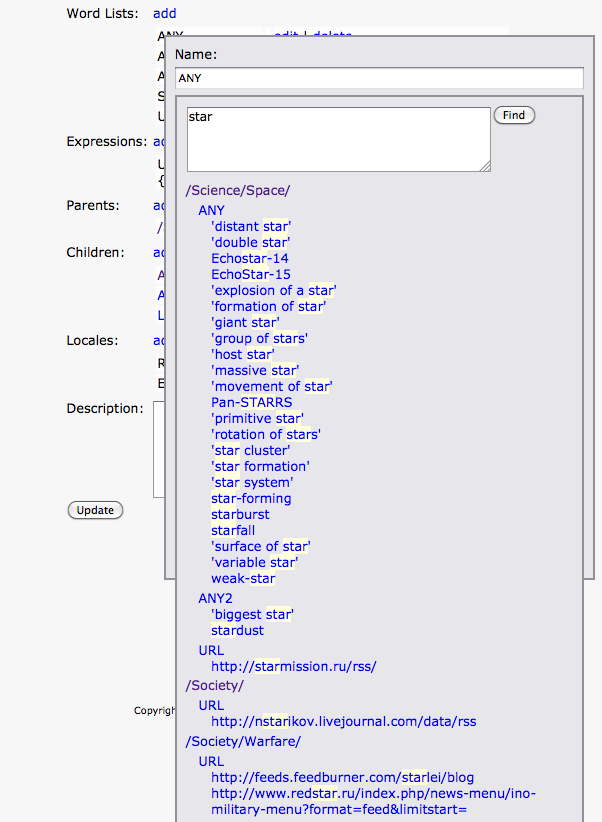 Word Lists: add
edit | delete
Name:
ANY
star
Find
/Science/Space/
ANY
'distant star'
'double star'
Echostar-14
EchoStar-15
'explosion of a star'
'formation of star'
'giant star'
'group of stars'
'host star'
'massive star'
'movement of star'
Pan-STARRS
'primitive star'
'rotation of stars'
'star cluster'
'star formation'
'star system'
star-forming
starburst
starfall
'surface of star'
'variable star'
weak-star
ANY2
'biggest star'
stardust
URL
http://starmission.ru/rss/
/Society/
URL
http://nstarikov.livejournal.com/data/rss
/Society/Warfare/
URL
http://feeds.feedburner.com/starlei/blog
http://www.redstar.ru/index.php/news-menu/ino-
military-menu?format=feed&limitstart=
ANY
A
A
S
U
Expressions:
U
{
Parents:
/
Children:
A
A
L
Locales:
R
E
Description:
Update
Copyrigh